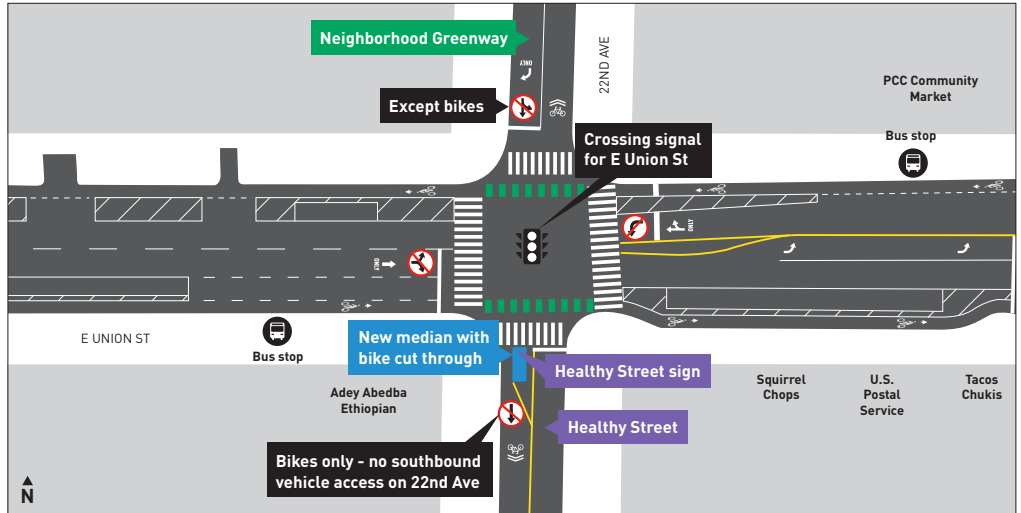 Neighborhood Greenway
ONLY
22ND AVE
PCC Community
Market
Except bikes
Crossing signal
for E Union St
Bus stop
ONLY
ONLY
E UNION ST
Bus stop
New median with
bike cut through
Healthy Street sign
Adey Abedba
Ethiopian
Squirrel
Chops
U.S.
Postal
Service
Tacos
Chukis
Healthy Street
Bikes only - no southbound
vehicle access on 22nd Ave
N